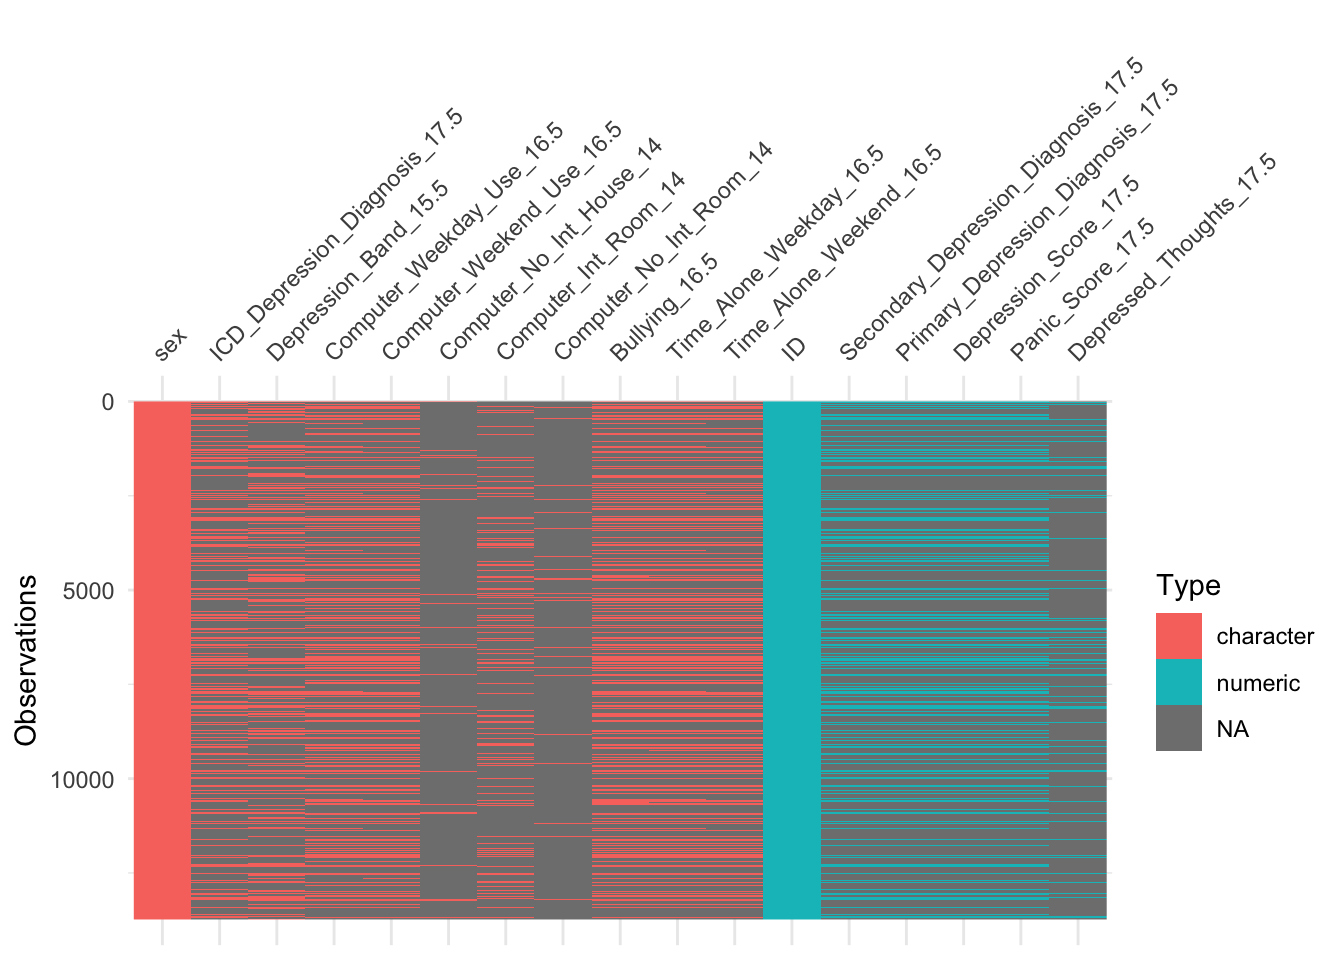 sex
ICD_Depression_Diagnosis_17.5
Depression_Band_15.5
Computer_Weekday_Use_16.5
Computer_Weekend_Use_16.5
Computer_No_Int_House_14
Computer_Int_Room_14
Computer_No_Int_Room_14
Bullying_16.5
Time_Alone_Weekday_16.5
Time_Alone_Weekend_16.5
ID
Secondary_Depression_Diagnosis_17.5
Primary_Depression_Diagnosis_17.5
Depression_Score_17.5
Panic_Score_17.5
Depressed_Thoughts_17.5
0
5000
10000
Observations
Type
character
numeric
NA